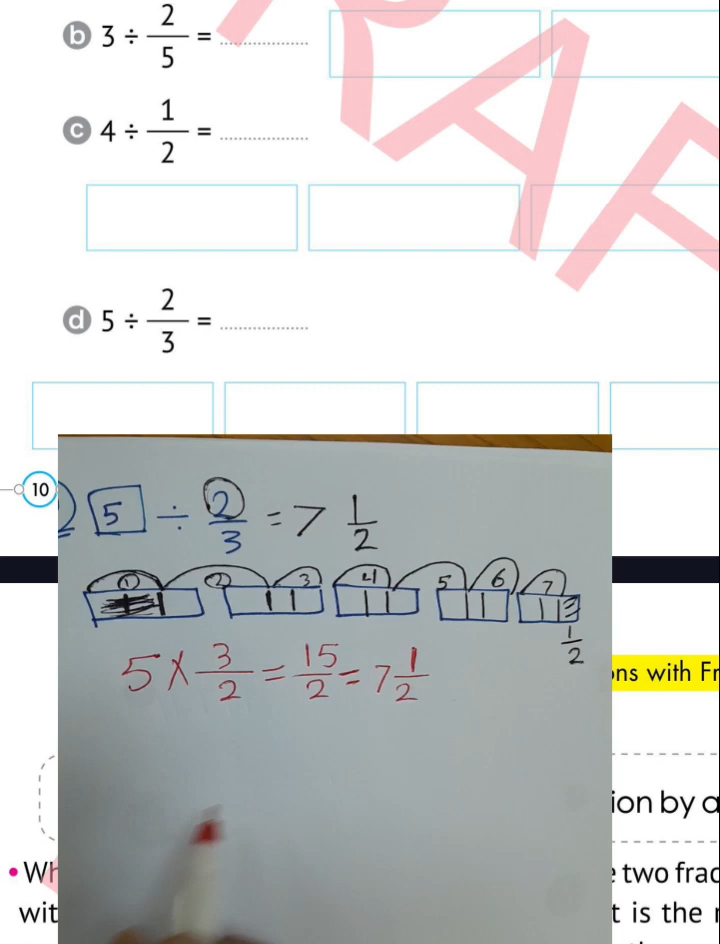 b 3 ÷ 2/5 = ............
c 4 ÷ 1/2 = ............
d 5 ÷ 2/3 = ............
10
5 ÷ 2/3 = 7 1/2
1 2 3 4 5 6 7
1/2
5 × 3/2 = 15/2 = 7 1/2
ns with Fr
ion by a
• Wh
two frac
wit
t is the